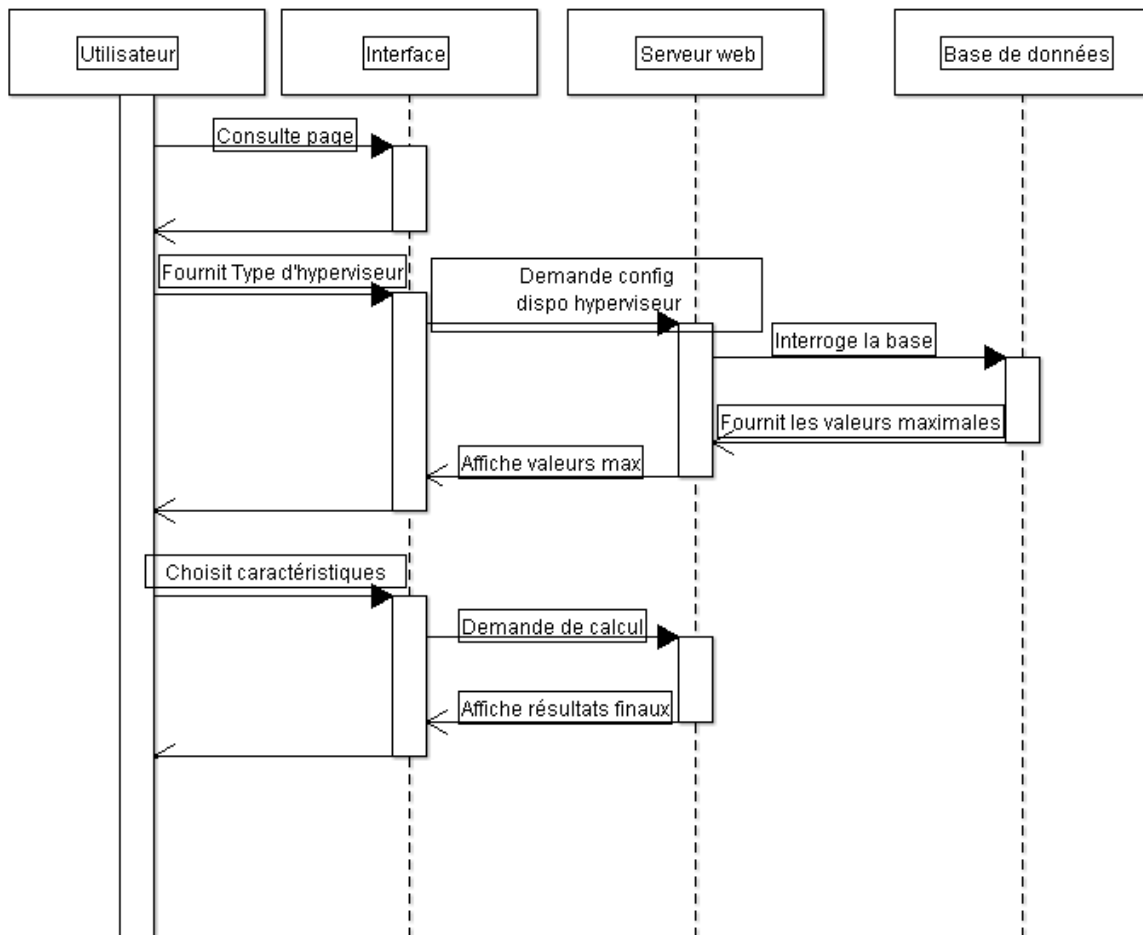 Utilisateur
Interface
Serveur web
Base de données
Consulte page
Fournit Type d'hyperviseur
Demande config
dispo hyperviseur
Interroge la base
Fournit les valeurs maximales
Affiche valeurs max
Choisit caractéristiques
Demande de calcul
Affiche résultats finaux